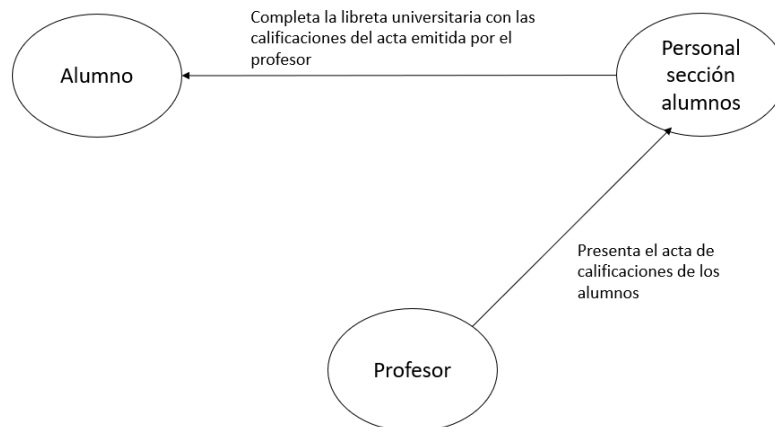 Completa la libreta universitaria con las
calificaciones del acta emitida por el
profesor
Alumno
Personal
sección
alumnos
Presenta el acta de
calificaciones de los
alumnos
Profesor